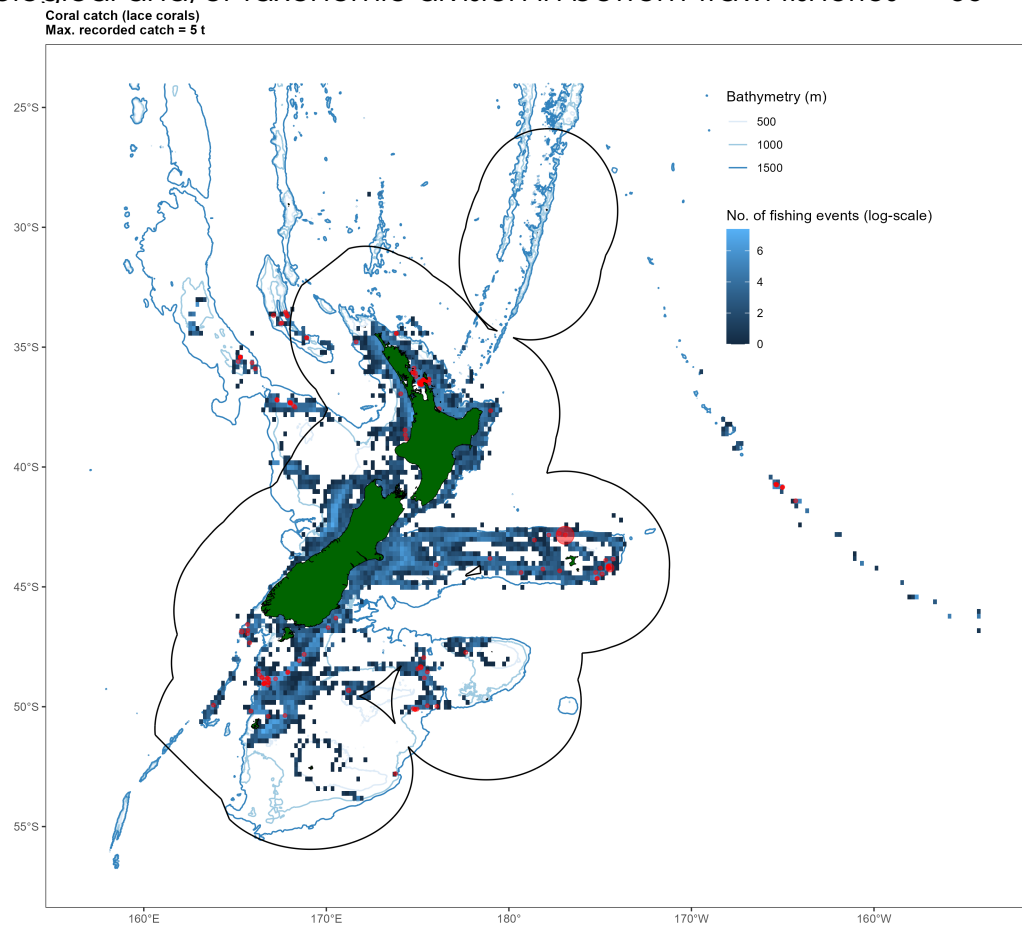 Coral catch (lace corals)
Max. recorded catch = 5 t
Bathymetry (m)
500
1000
1500
No. of fishing events (log-scale)
6
4
2
0
25°S
30°S
35°S
40°S
45°S
50°S
55°S
160°E
170°E
180°
170°W
160°W